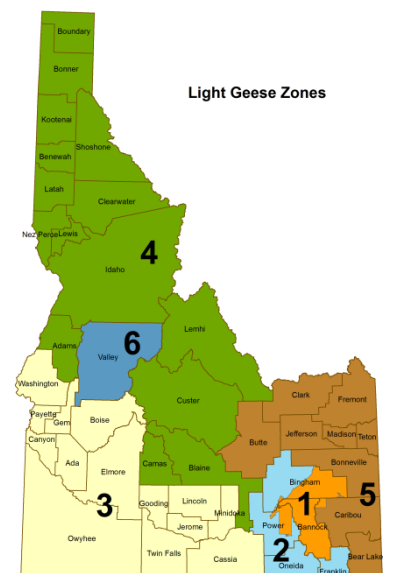 Boundary
Bonner
Light Geese Zones
Kootenai
Shoshone
Benewah
Latah
Clearwater
Nez Perce Lewis
4
Idaho
Lemhi
6
Adams
Valley
Washington
Clark
Fremont
Custer
Payette
Gem
Boise
Jefferson
Madison
Teton
Canyon
Butte
Ada
Camas
Blaine
Bonneville
Elmore
Bingham
5
Gooding
Lincoln
1
3
Minidoka
Caribou
Jerome
Power
Bannock
Owyhee
2
Twin Falls
Cassia
Bear Lake
Oneida
Franklin